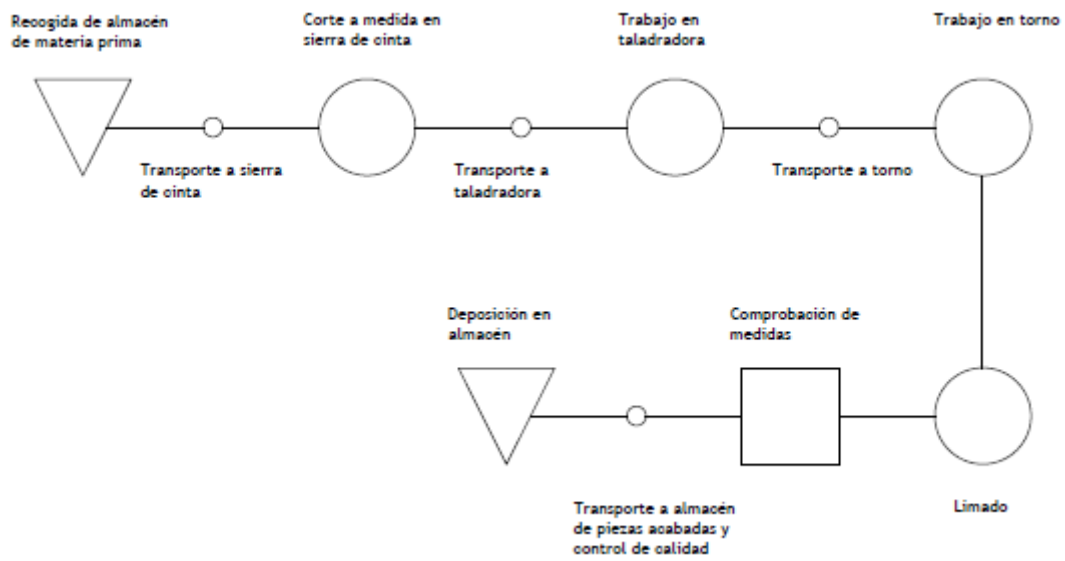 Recogida de almacén
de materia prima
Corte a medida en
sierra de cinta
Trabajo en
taladradora
Trabajo en torno
Transporte a sierra
de cinta
Transporte a
taladradora
Transporte a torno
Deposición en
almacén
Comprobación de
medidas
Transporte a almacén
de piezas acabadas y
control de calidad
Limado